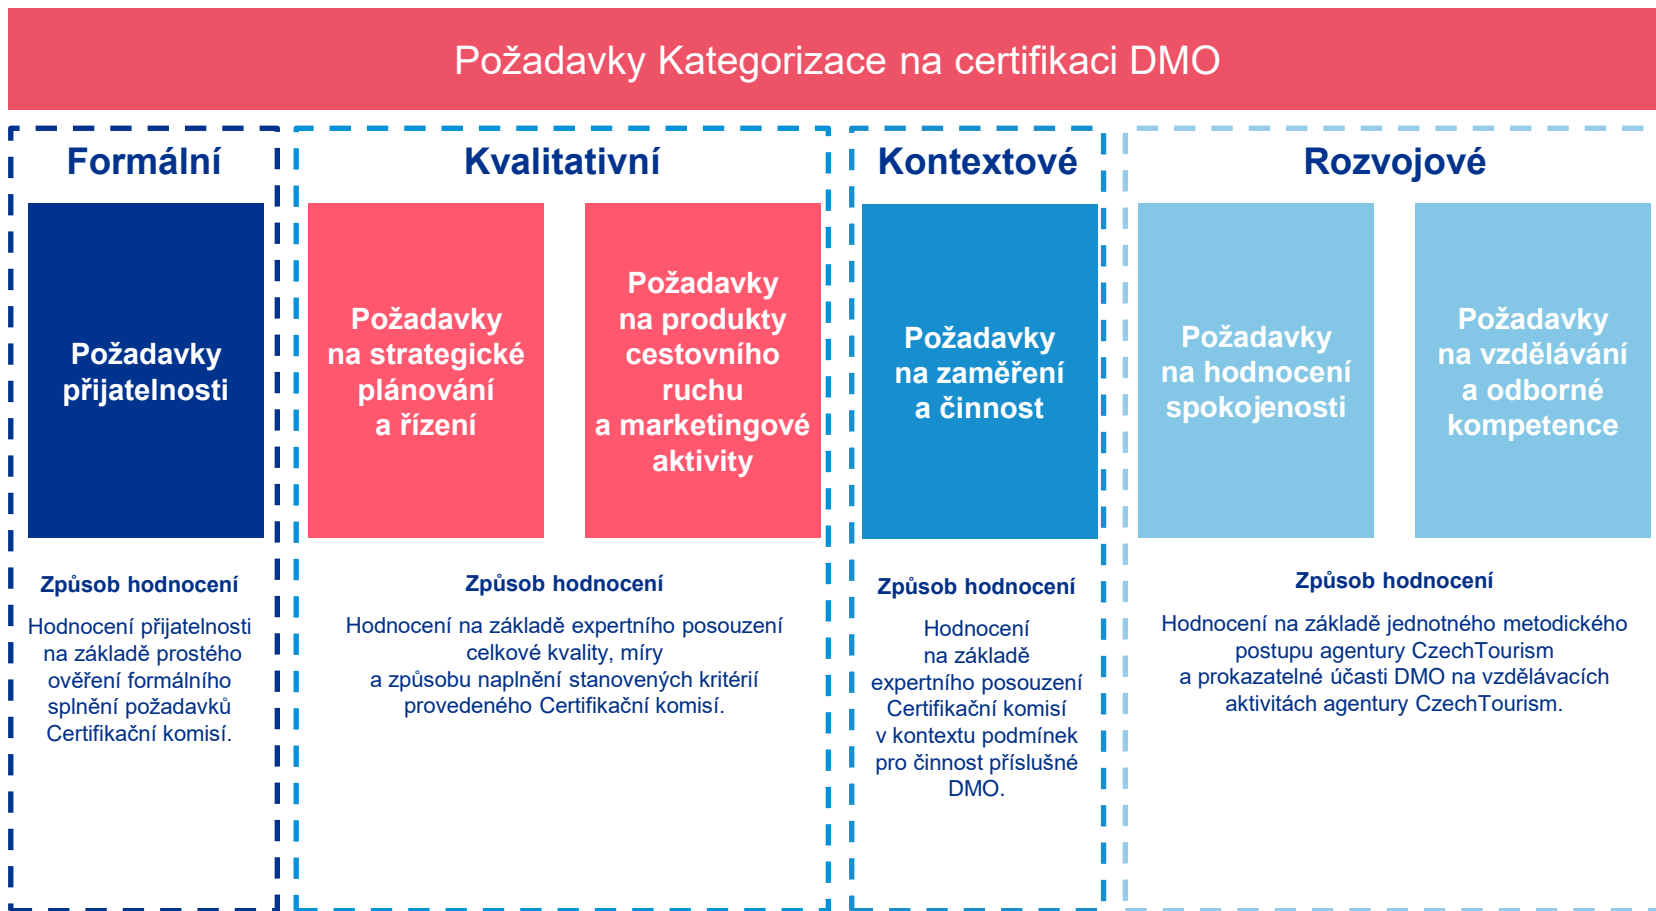 Požadavky Kategorizace na certifikaci DMO
Formální
Požadavky
přijatelnosti
Způsob hodnocení
Hodnocení přijatelnosti
na základě prostého
ověření formálního
splnění požadavků
Certifikační komisí.
Kvalitativní
Požadavky
na strategické
plánování
a řízení
Požadavky
na produkty
cestovního
ruchu
a marketingové
aktivity
Způsob hodnocení
Hodnocení na základě expertního posouzení
celkové kvality, míry
a způsobu naplnění stanovených kritérií
provedeného Certifikační komisí.
Kontextové
Požadavky
na zaměření
a činnost
Způsob hodnocení
Hodnocení
na základě
expertního posouzení
Certifikační komisí
v kontextu podmínek
pro činnost příslušné
DMO.
Rozvojové
Požadavky
na hodnocení
spokojenosti
Požadavky
na vzdělávání
a odborné
kompetence
Způsob hodnocení
Hodnocení na základě jednotného metodického
postupu agentury CzechTourism
a prokazatelné účasti DMO na vzdělávacích
aktivitách agentury CzechTourism.